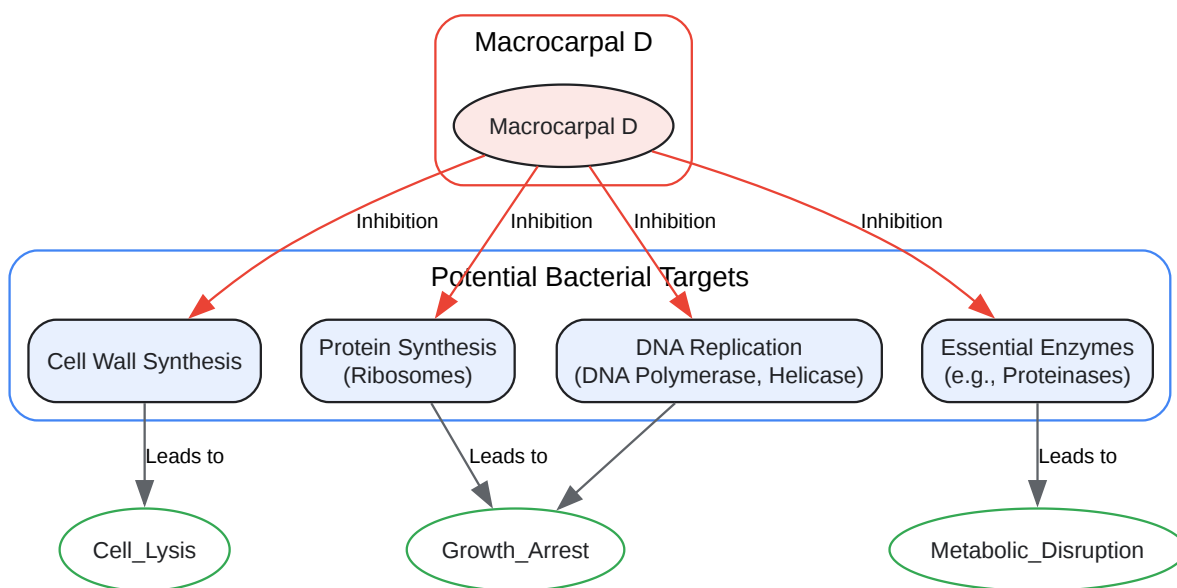 Macrocarpal D
Macrocarpal D
Inhibition
Inhibition
Inhibition
Inhibition
Potential Bacterial Targets
Cell Wall Synthesis
Protein Synthesis
(Ribosomes)
DNA Replication
(DNA Polymerase, Helicase)
Essential Enzymes
(e.g., Proteinases)
Leads to
Leads to
Leads to
Cell_Lysis
Growth_Arrest
Metabolic_Disruption